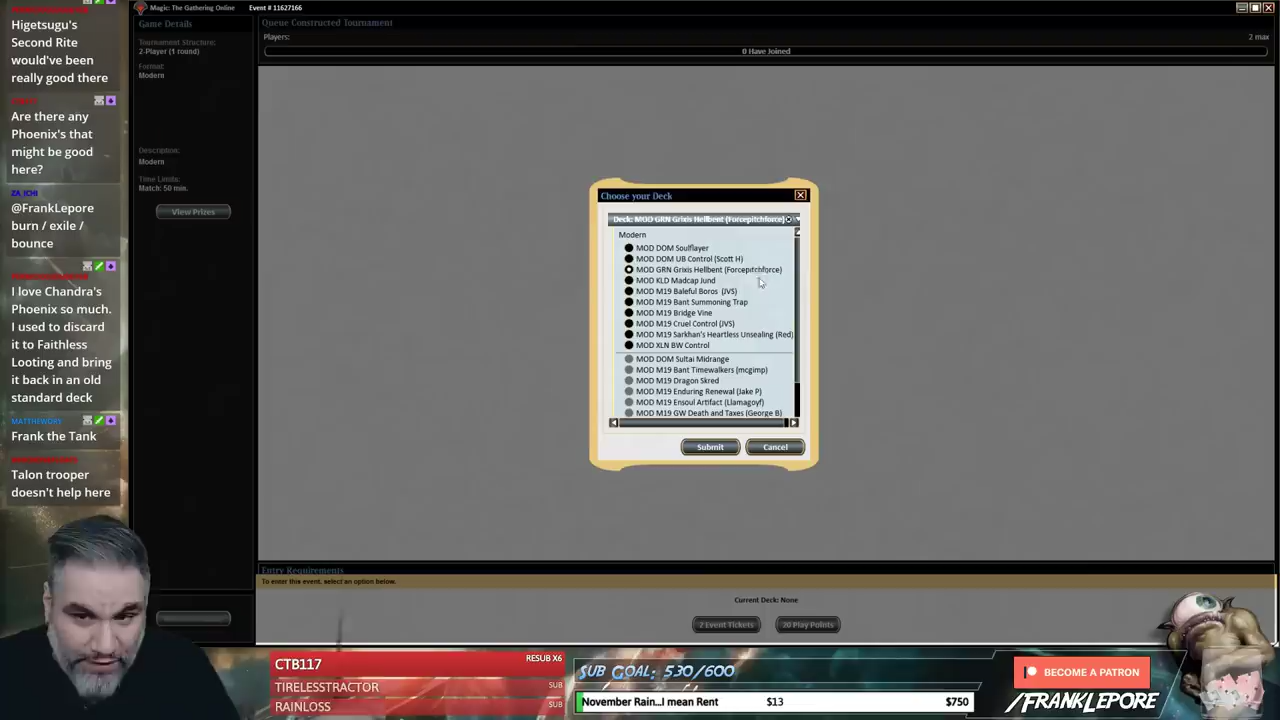 Magic: The Gathering Online
Event # 11627166
Game Details
Tournament Structure:
2-Player (1 round)
Format:
Modern
Description:
Modern
Time Limits:
Match: 50 min.
View Prizes
Queue Constructed Tournament
Players:
2 max
0 Have Joined
Higetsugi's
Second Rite
would've been
really good there
Are there any
Phoenix's that
might be good
here?
ZA_ICHI
@FrankLepore
burn / exile /
bounce
I love Chandra's
Phoenix so much.
I used to discard
it to Faithless
Looting and bring
it back in an old
standard deck
Frank the Tank
Talon trooper
doesn't help here
Choose your Deck
Deck: MOD GRN Grixis Hellbent (Forcepitchforce)
Modern
MOD DOM Soulflayer
MOD DOM UB Control (Scott H)
MOD GRN Grixis Hellbent (Forcepitchforce)
MOD KLD Madcap Jund
MOD M19 Baleful Boros (JVS)
MOD M19 Bant Summoning Trap
MOD M19 Bridge Vine
MOD M19 Cruel Control (JVS)
MOD M19 Sarkhan's Heartless Unsealing (Red)
MOD XLN BW Control
MOD DOM Sultai Midrange
MOD M19 Bant Timewalkers (mcgimp)
MOD M19 Dragon Skred
MOD M19 Enduring Renewal (Jake P)
MOD M19 Ensoul Artifact (Llamagoyf)
MOD M19 GW Death and Taxes (George B)
Submit
Cancel
Entry Requirements
To enter this event, select an option below.
Current Deck: None
2 Event Tickets
20 Play Points
CTB117
RESUB X6
TIRELESSTRACTOR
SUB
RAINLOSS
SUB
SUB GOAL: 530/600
November Rain...I mean Rent
$13
$750
BECOME A PATRON
/FRANKLEPORE